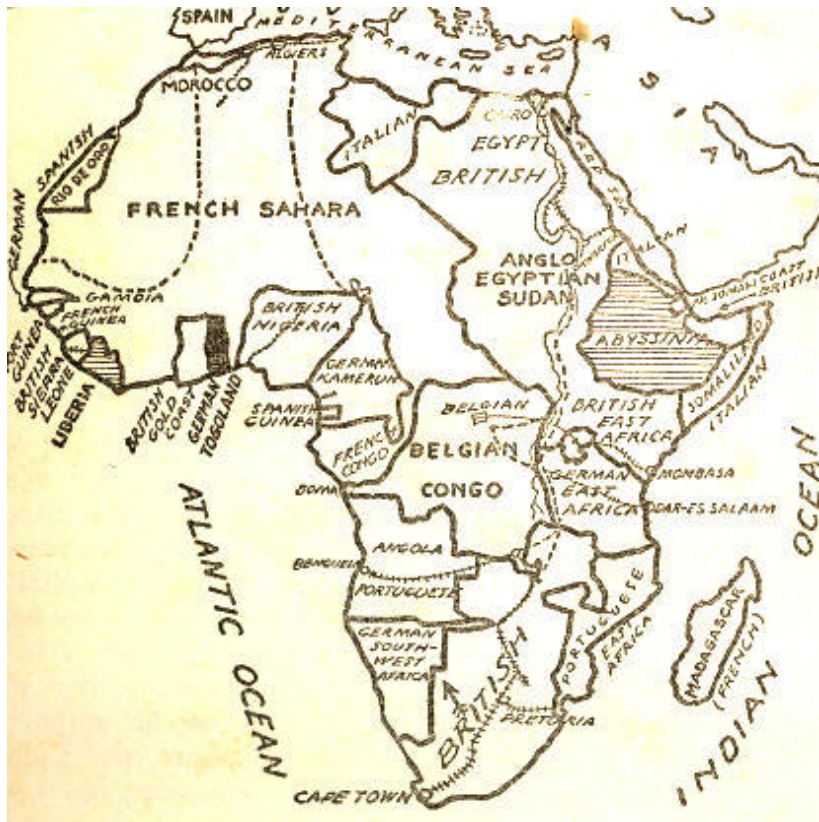 SPAIN
MEDITERRANEAN SEA
ASIA
ALGIERS
MOROCCO
ITALIAN
CAIRO
EGYPT
BRITISH
RED SEA
SPANISH
RIO DE ORO
FRENCH SAHARA
GERMAN
ANGLO
EGYPTIAN
SUDAN
ITALIAN
FR. SOMALI COAST
BRITISH
GAMBIA
FRENCH
GUINEA
BRITISH
NIGERIA
ABYSSINIA
GUINEA
BRITISH
SIERRA
LEONIE
LIBERIA
BRITISH
GOLD
COAST
GERMAN
TOGOLAND
GERMAN
KAMERUN
SOMALILAND
ITALIAN
SPANISH
GUINEA
BELGIAN
BRITISH
EAST
AFRICA
FRENCH
CONGO
BELGIAN
CONGO
GERMAN
EAST
AFRICA
MOMBASA
DAR-ES SALAAM
BOMA
ATLANTIC OCEAN
ANGOLA
BENGUELA
PORTUGUESE
GERMAN
SOUTH-
WEST
AFRICA
BRITISH
PORTUGUESE
EAST
AFRICA
MADAGASCAR
(FRENCH)
PRETORIA
CAPE TOWN
INDIAN
OCEAN